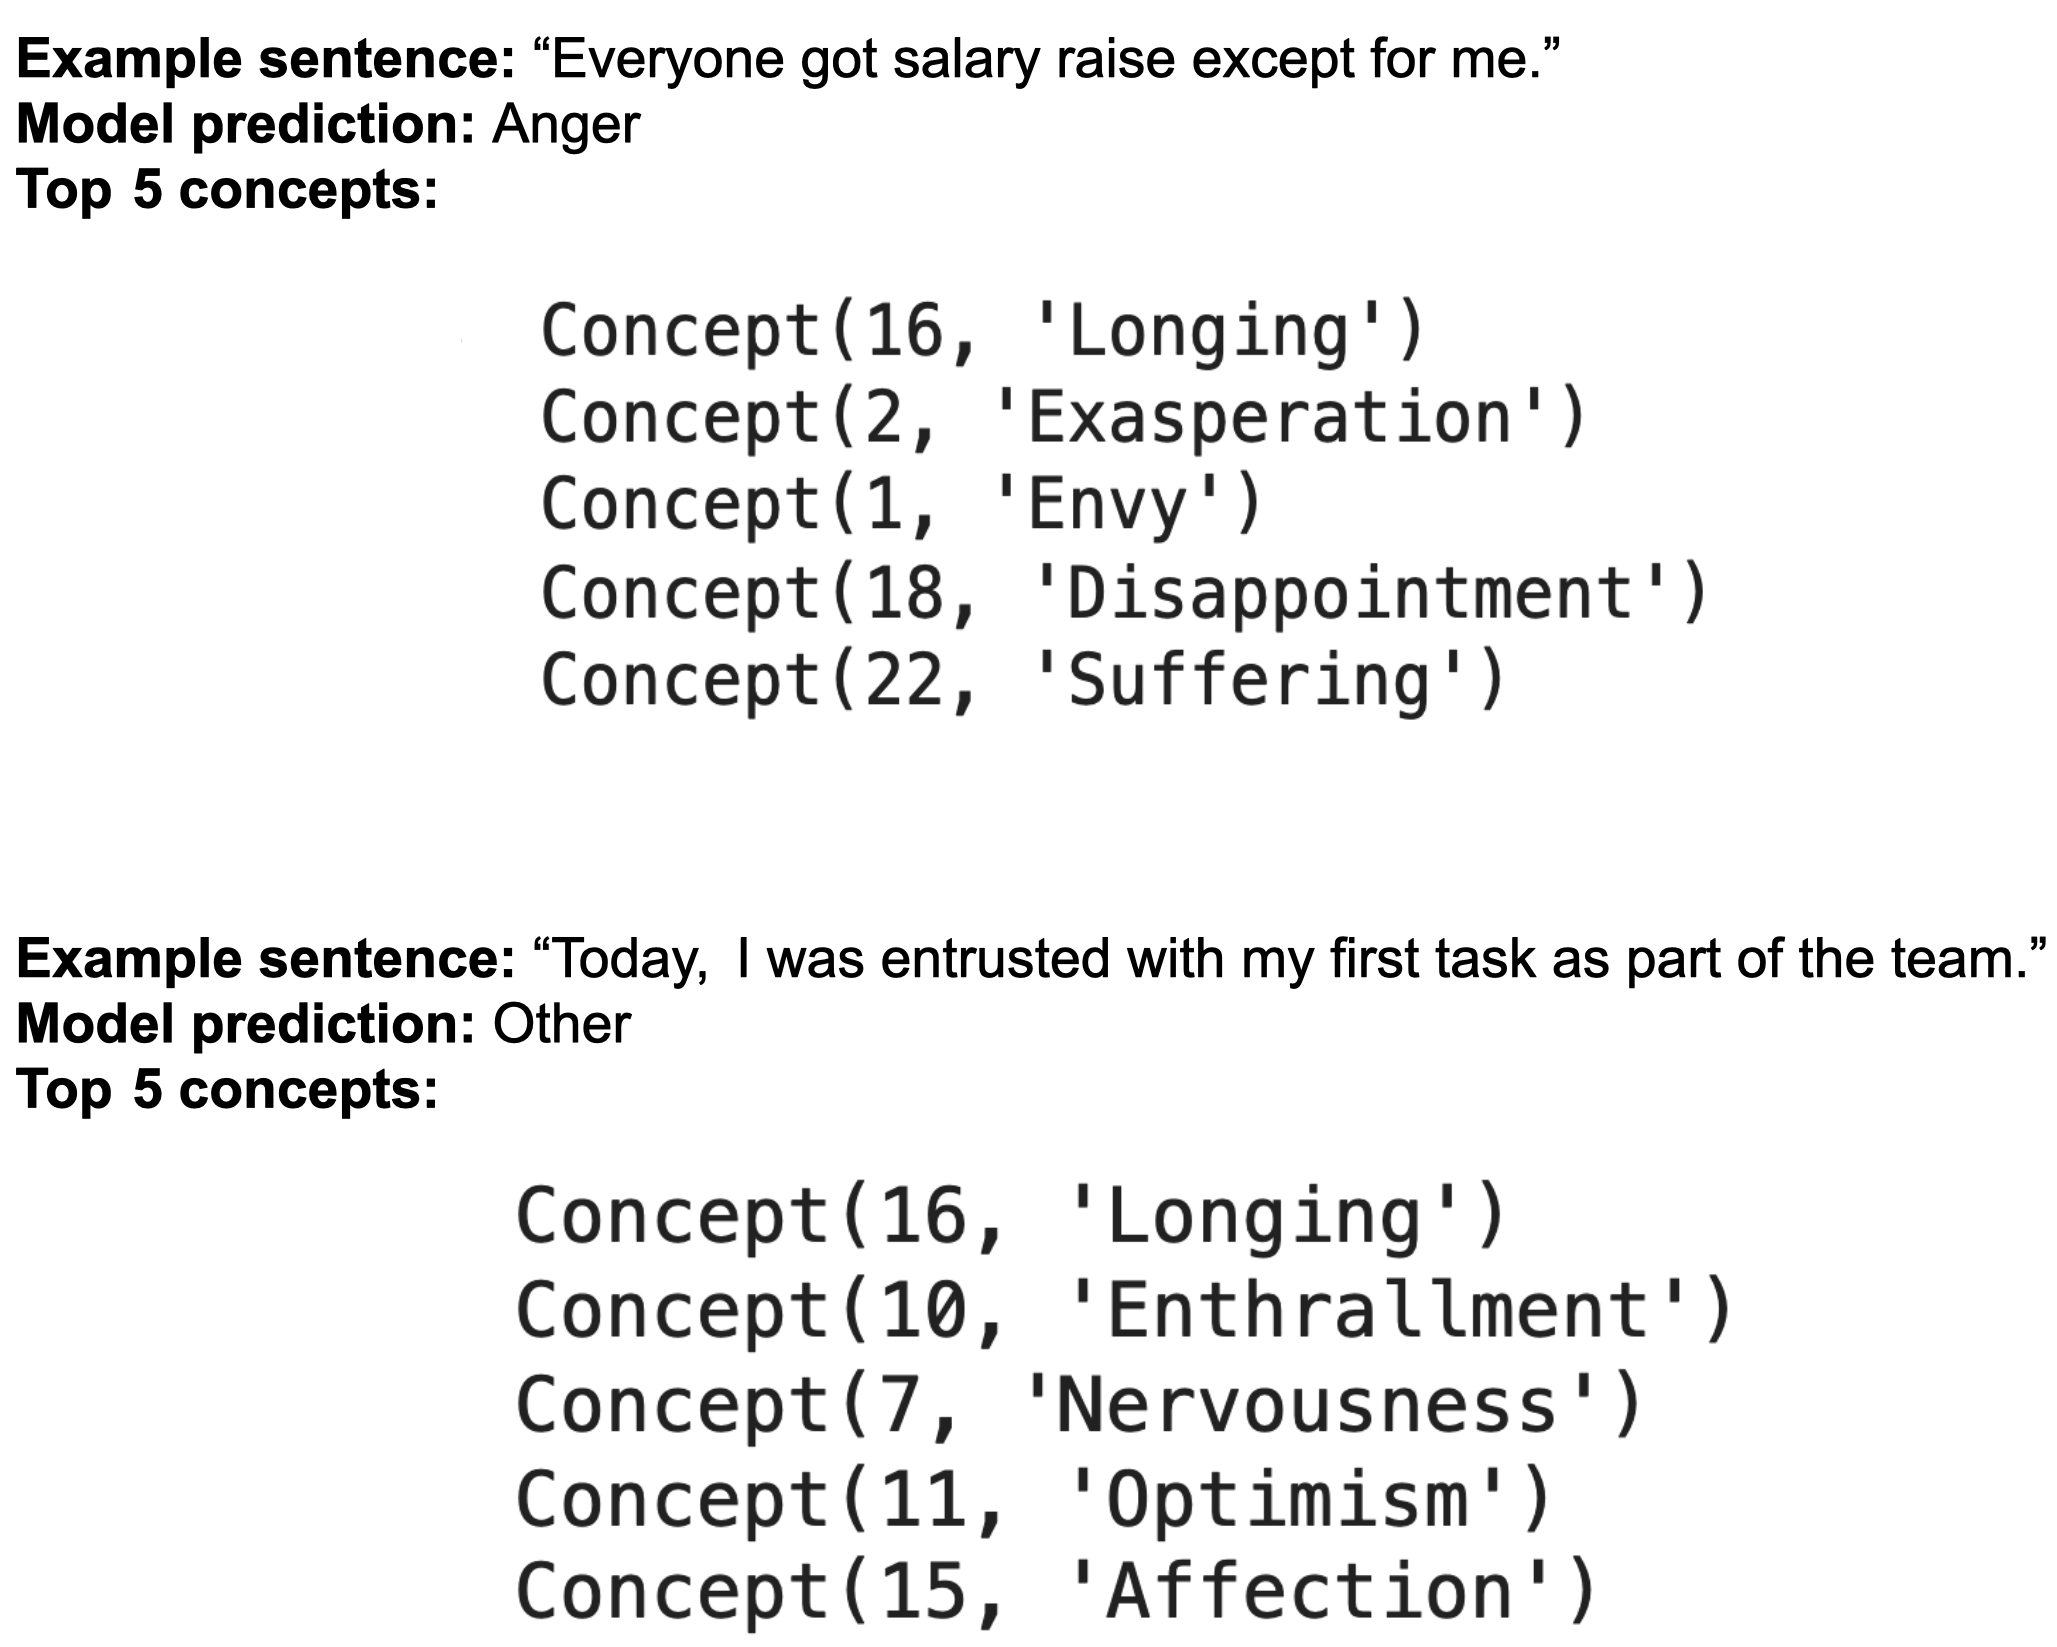 Example sentence: “Everyone got salary raise except for me.”
Model prediction: Anger
Top 5 concepts:
Concept(16, 'Longing')
Concept(2, 'Exasperation')
Concept(1, 'Envy')
Concept(18, 'Disappointment')
Concept(22, 'Suffering')
Example sentence: “Today, I was entrusted with my first task as part of the team.”
Model prediction: Other
Top 5 concepts:
Concept(16, 'Longing')
Concept(10, 'Enthrallment')
Concept(7, 'Nervousness')
Concept(11, 'Optimism')
Concept(15, 'Affection')